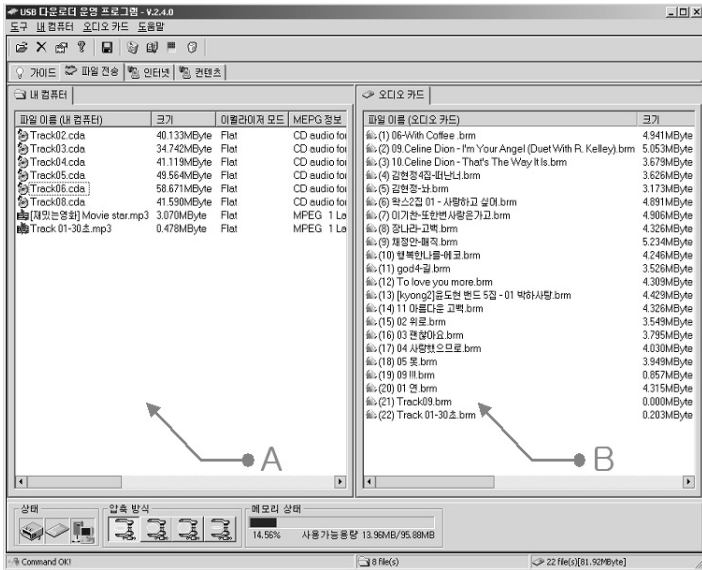 USB 다운로더 운영 프로그램 - V.2.4.0
도구 내 컴퓨터 오디오 카드 도움말
가이드 파일 전송 인터넷 컨텐츠
내 컴퓨터
파일 이름 (내 컴퓨터) 크기 이퀄라이저 모드 MEPG 정보
Track02.cda 40.133MByte Flat CD audio for
Track03.cda 34.742MByte Flat CD audio for
Track04.cda 41.119MByte Flat CD audio for
Track05.cda 49.564MByte Flat CD audio for
Track06.cda 58.671MByte Flat CD audio for
Track08.cda 41.590MByte Flat CD audio for
[재밌는영화] Movie star.mp3 3.070MByte Flat MPEG 1 La
Track 01-30초.mp3 0.478MByte Flat MPEG 1 La
A
오디오 카드
파일 이름 (오디오 카드) 크기
(1) 06-With Coffee .brm 4.941MByte
(2) 09.Celine Dion - I'm Your Angel (Duet With R. Kelley).brm 5.053MByte
(3) 10.Celine Dion - That's The Way It Is.brm 3.679MByte
(4) 김현정4집-떠난너.brm 3.626MByte
(5) 김현정-놔.brm 3.173MByte
(6) 왁스2집 01 - 사랑하고 싶어.brm 4.891MByte
(7) 이기찬-또한번사랑은가고.brm 4.906MByte
(8) 장나라-고백.brm 4.326MByte
(9) 채정안-매직.brm 5.234MByte
(10) 행복한나를-에코.brm 4.246MByte
(11) god4-길.brm 3.526MByte
(12) To love you more.brm 4.309MByte
(13) [kyong2]윤도현 밴드 5집 - 01 박하사탕.brm 4.429MByte
(14) 11 아름다운 고백.brm 4.326MByte
(15) 02 위로.brm 3.549MByte
(16) 03 괜찮아요.brm 3.795MByte
(17) 04 사랑했으므로.brm 4.030MByte
(18) 05 못.brm 3.949MByte
(19) 09 !!!.brm 0.857MByte
(20) 01 연.brm 4.315MByte
(21) Track09.brm 0.000MByte
(22) Track 01-30초.brm 0.203MByte
B
상태 압축 방식 메모리 상태
14.56% 사용가능용량 13.96MB/95.88MB
Command OK! 8 file(s) 22 file(s)[81.92MByte]